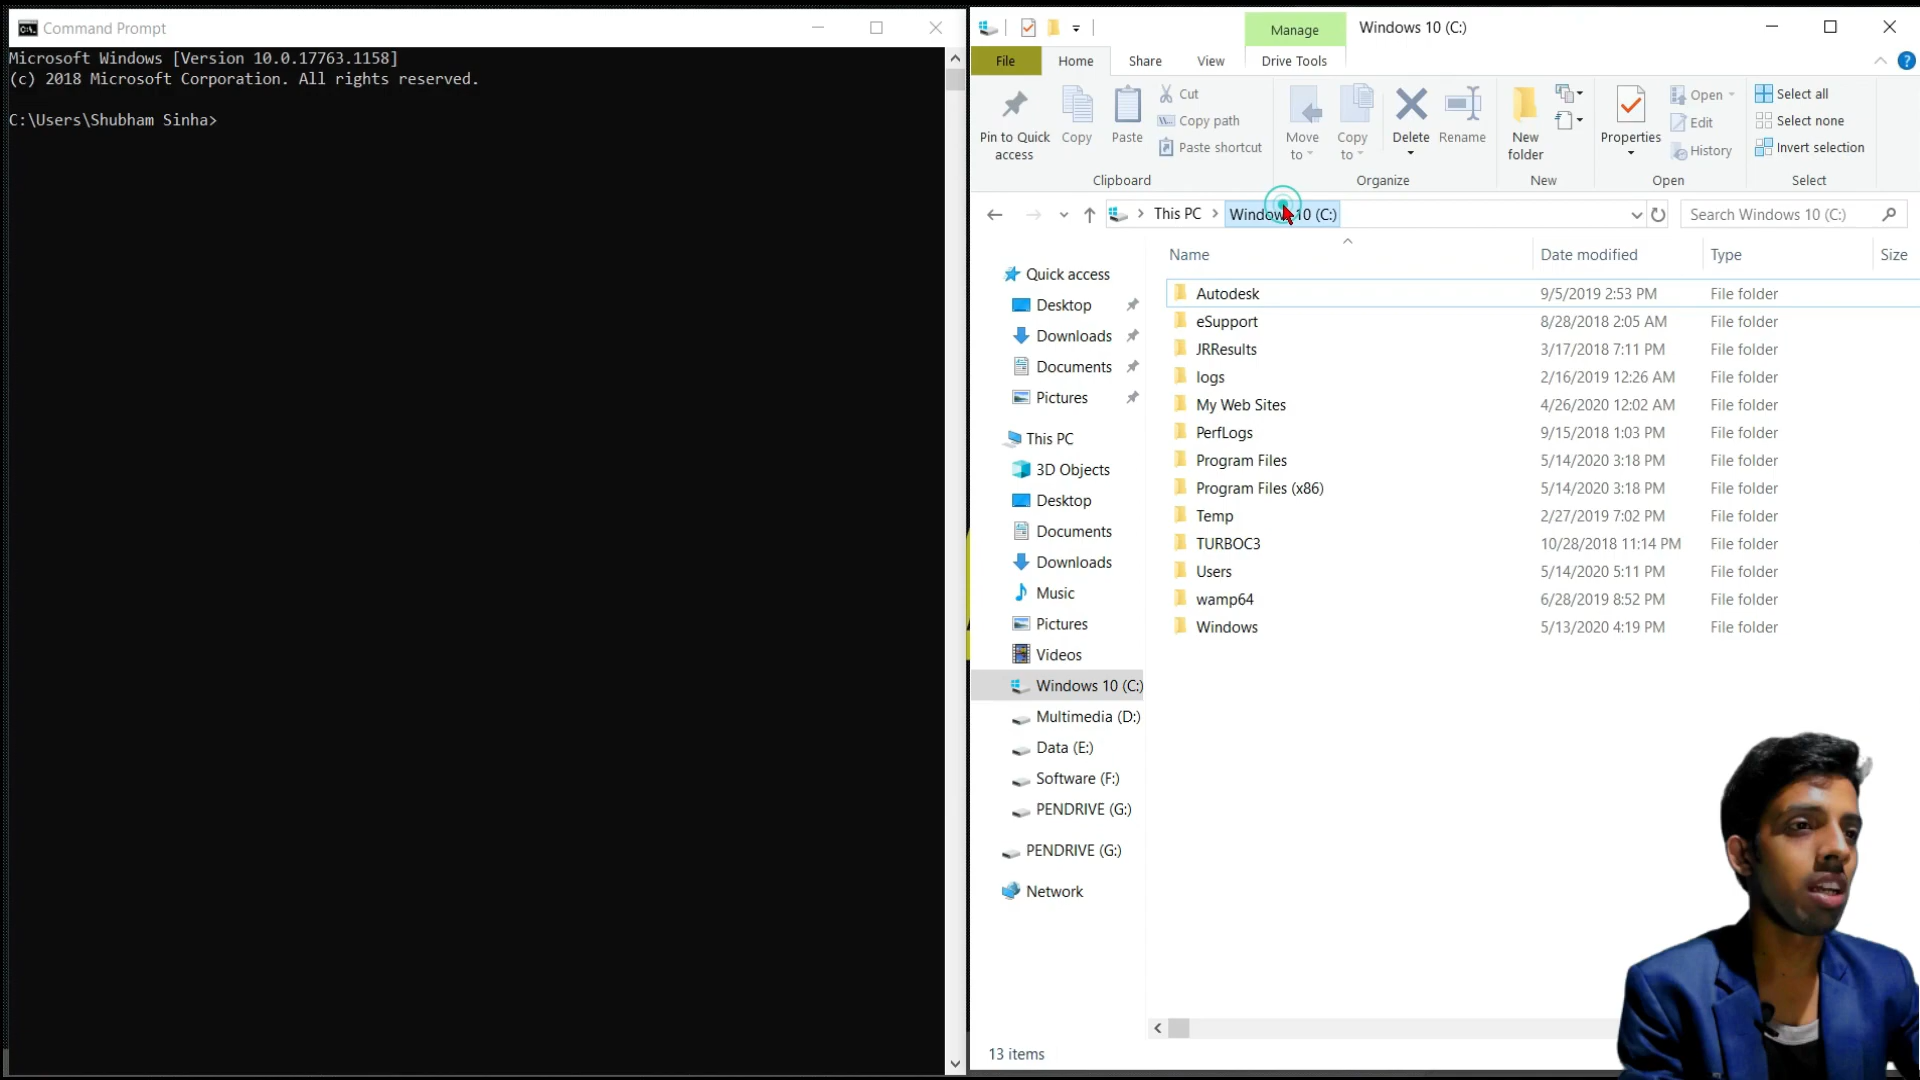 Command Prompt
Microsoft Windows [Version 10.0.17763.1158]
(c) 2018 Microsoft Corporation. All rights reserved.
C:\Users\Shubham Sinha>
Manage
Windows 10 (C:)
File
Home
Share
View
Drive Tools
Pin to Quick access
Copy
Paste
Cut
Copy path
Paste shortcut
Clipboard
Move to
Copy to
Delete
Rename
Organize
New folder
New
Properties
Open
Edit
History
Open
Select all
Select none
Invert selection
Select
This PC
Windows 10 (C:)
Search Windows 10 (C:)
Name
Date modified
Type
Size
Quick access
Desktop
Downloads
Documents
Pictures
This PC
3D Objects
Desktop
Documents
Downloads
Music
Pictures
Videos
Windows 10 (C:)
Multimedia (D:)
Data (E:)
Software (F:)
PENDRIVE (G:)
PENDRIVE (G:)
Network
Autodesk 9/5/2019 2:53 PM File folder
eSupport 8/28/2018 2:05 AM File folder
JRResults 3/17/2018 7:11 PM File folder
logs 2/16/2019 12:26 AM File folder
My Web Sites 4/26/2020 12:02 AM File folder
PerfLogs 9/15/2018 1:03 PM File folder
Program Files 5/14/2020 3:18 PM File folder
Program Files (x86) 5/14/2020 3:18 PM File folder
Temp 2/27/2019 7:02 PM File folder
TURBOC3 10/28/2018 11:14 PM File folder
Users 5/14/2020 5:11 PM File folder
wamp64 6/28/2019 8:52 PM File folder
Windows 5/13/2020 4:19 PM File folder
13 items